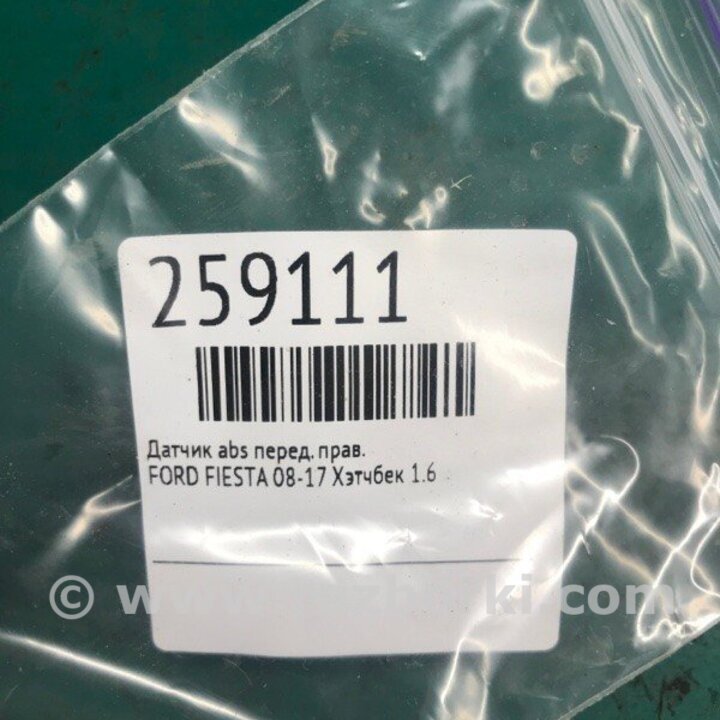 259111
Датчик abs перед. прав.
FORD FIESTA 08-17 Хэтчбек 1.6